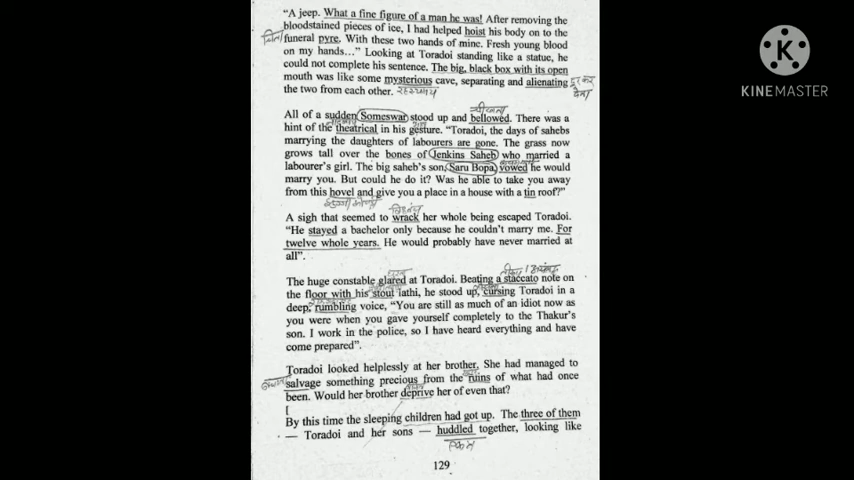 "A jeep. What a fine figure of a man he was! After removing the
bloodstained pieces of ice, I had helped hoist his body on to the
चिता
funeral pyre. With these two hands of mine. Fresh young blood
on my hands…" Looking at Toradoi standing like a statue, he
could not complete his sentence. The big, black box with its open
mouth was like some mysterious cave, separating and alienating
दूर कर देना
the two from each other. रहस्यमय
All of a sudden Someswar stood up and bellowed. There was a
hint of the theatrical in his gesture. "Toradoi, the days of sahebs
marrying the daughters of labourers are gone. The grass now
grows tall over the bones of Jenkins Saheb who married a
labourer's girl. The big saheb's son, Saru Bopa, vowed he would
marry you. But could he do it? Was he able to take you away
from this hovel and give you a place in a house with a tin roof?"
A sigh that seemed to wrack her whole being escaped Toradoi.
"He stayed a bachelor only because he couldn't marry me. For
twelve whole years. He would probably have never married at
all".
The huge constable glared at Toradoi. Beating a staccato note on
the floor with his stout lathi, he stood up, cursing Toradoi in a
deep, rumbling voice, "You are still as much of an idiot now as
you were when you gave yourself completely to the Thakur's
son. I work in the police, so I have heard everything and have
come prepared".
Toradoi looked helplessly at her brother. She had managed to
salvage something precious from the ruins of what had once
been. Would her brother deprive her of even that?
By this time the sleeping children had got up. The three of them
— Toradoi and her sons — huddled together, looking like
129
KINEMASTER